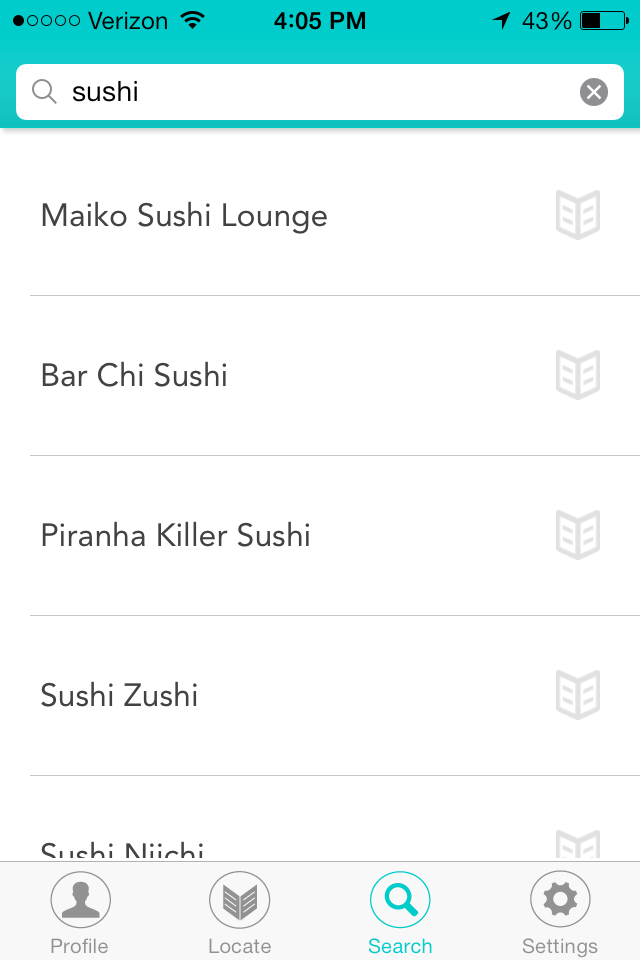 Verizon 4:05 PM 43%
sushi
Maiko Sushi Lounge
Bar Chi Sushi
Piranha Killer Sushi
Sushi Zushi
Sushi Niichi
Profile Locate Search Settings